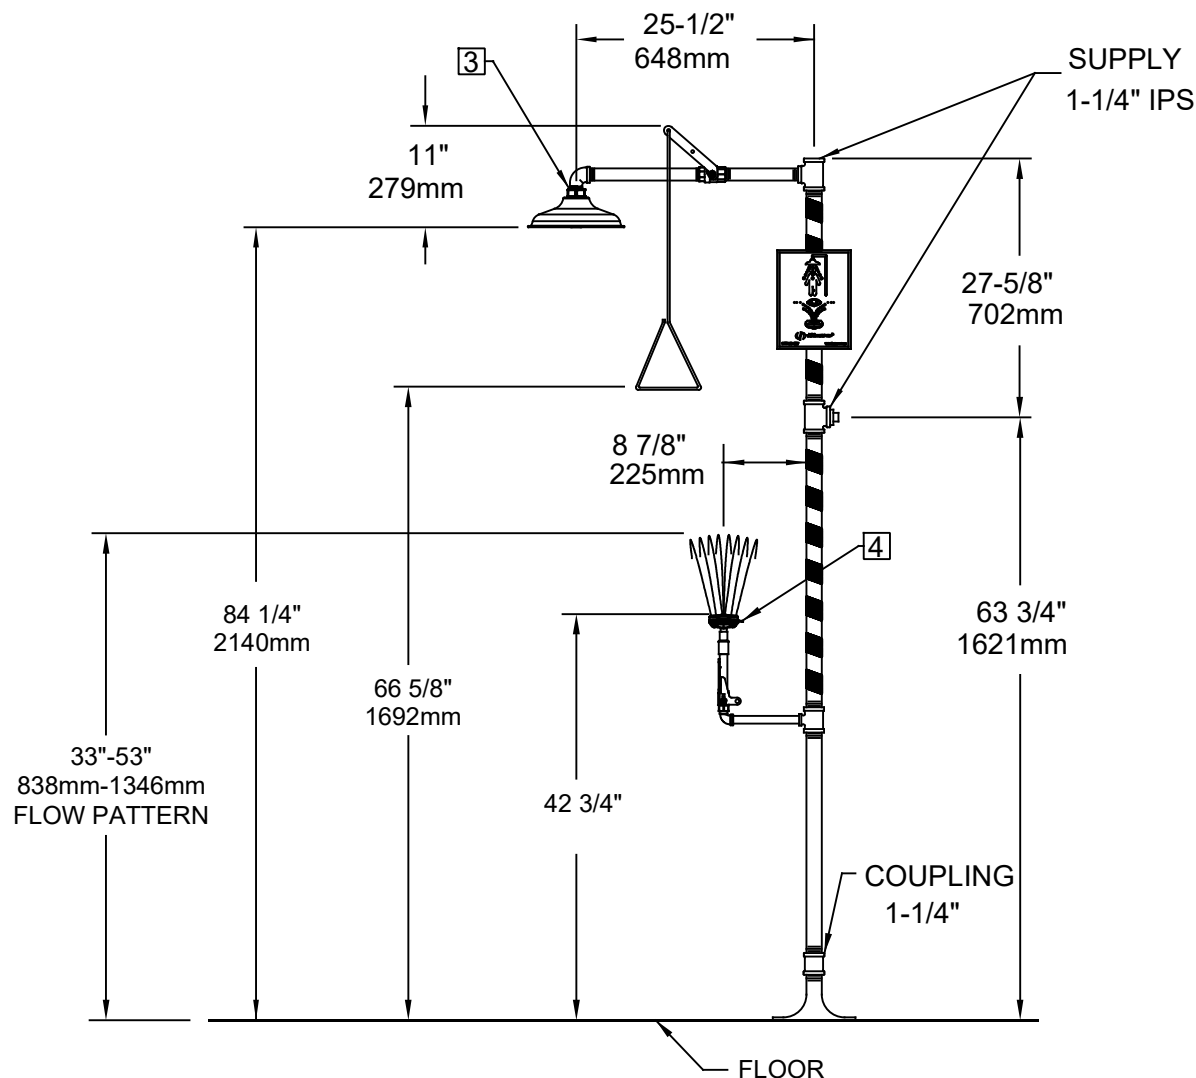 25-1/2"
648mm
3
SUPPLY
1-1/4" IPS
11"
279mm
27-5/8"
702mm
8 7/8"
225mm
4
84 1/4"
2140mm
63 3/4"
1621mm
66 5/8"
1692mm
33"-53"
838mm-1346mm
FLOW PATTERN
42 3/4"
COUPLING
1-1/4"
FLOOR